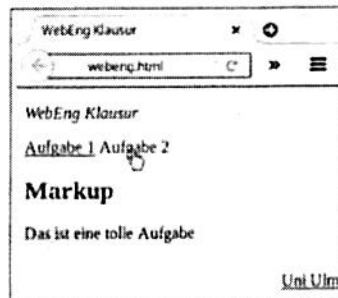 WebEng Klausur
webeng.html
WebEng Klausur
Aufgabe 1 Aufgabe 2
Markup
Das ist eine tolle Aufgabe
Uni Ulm